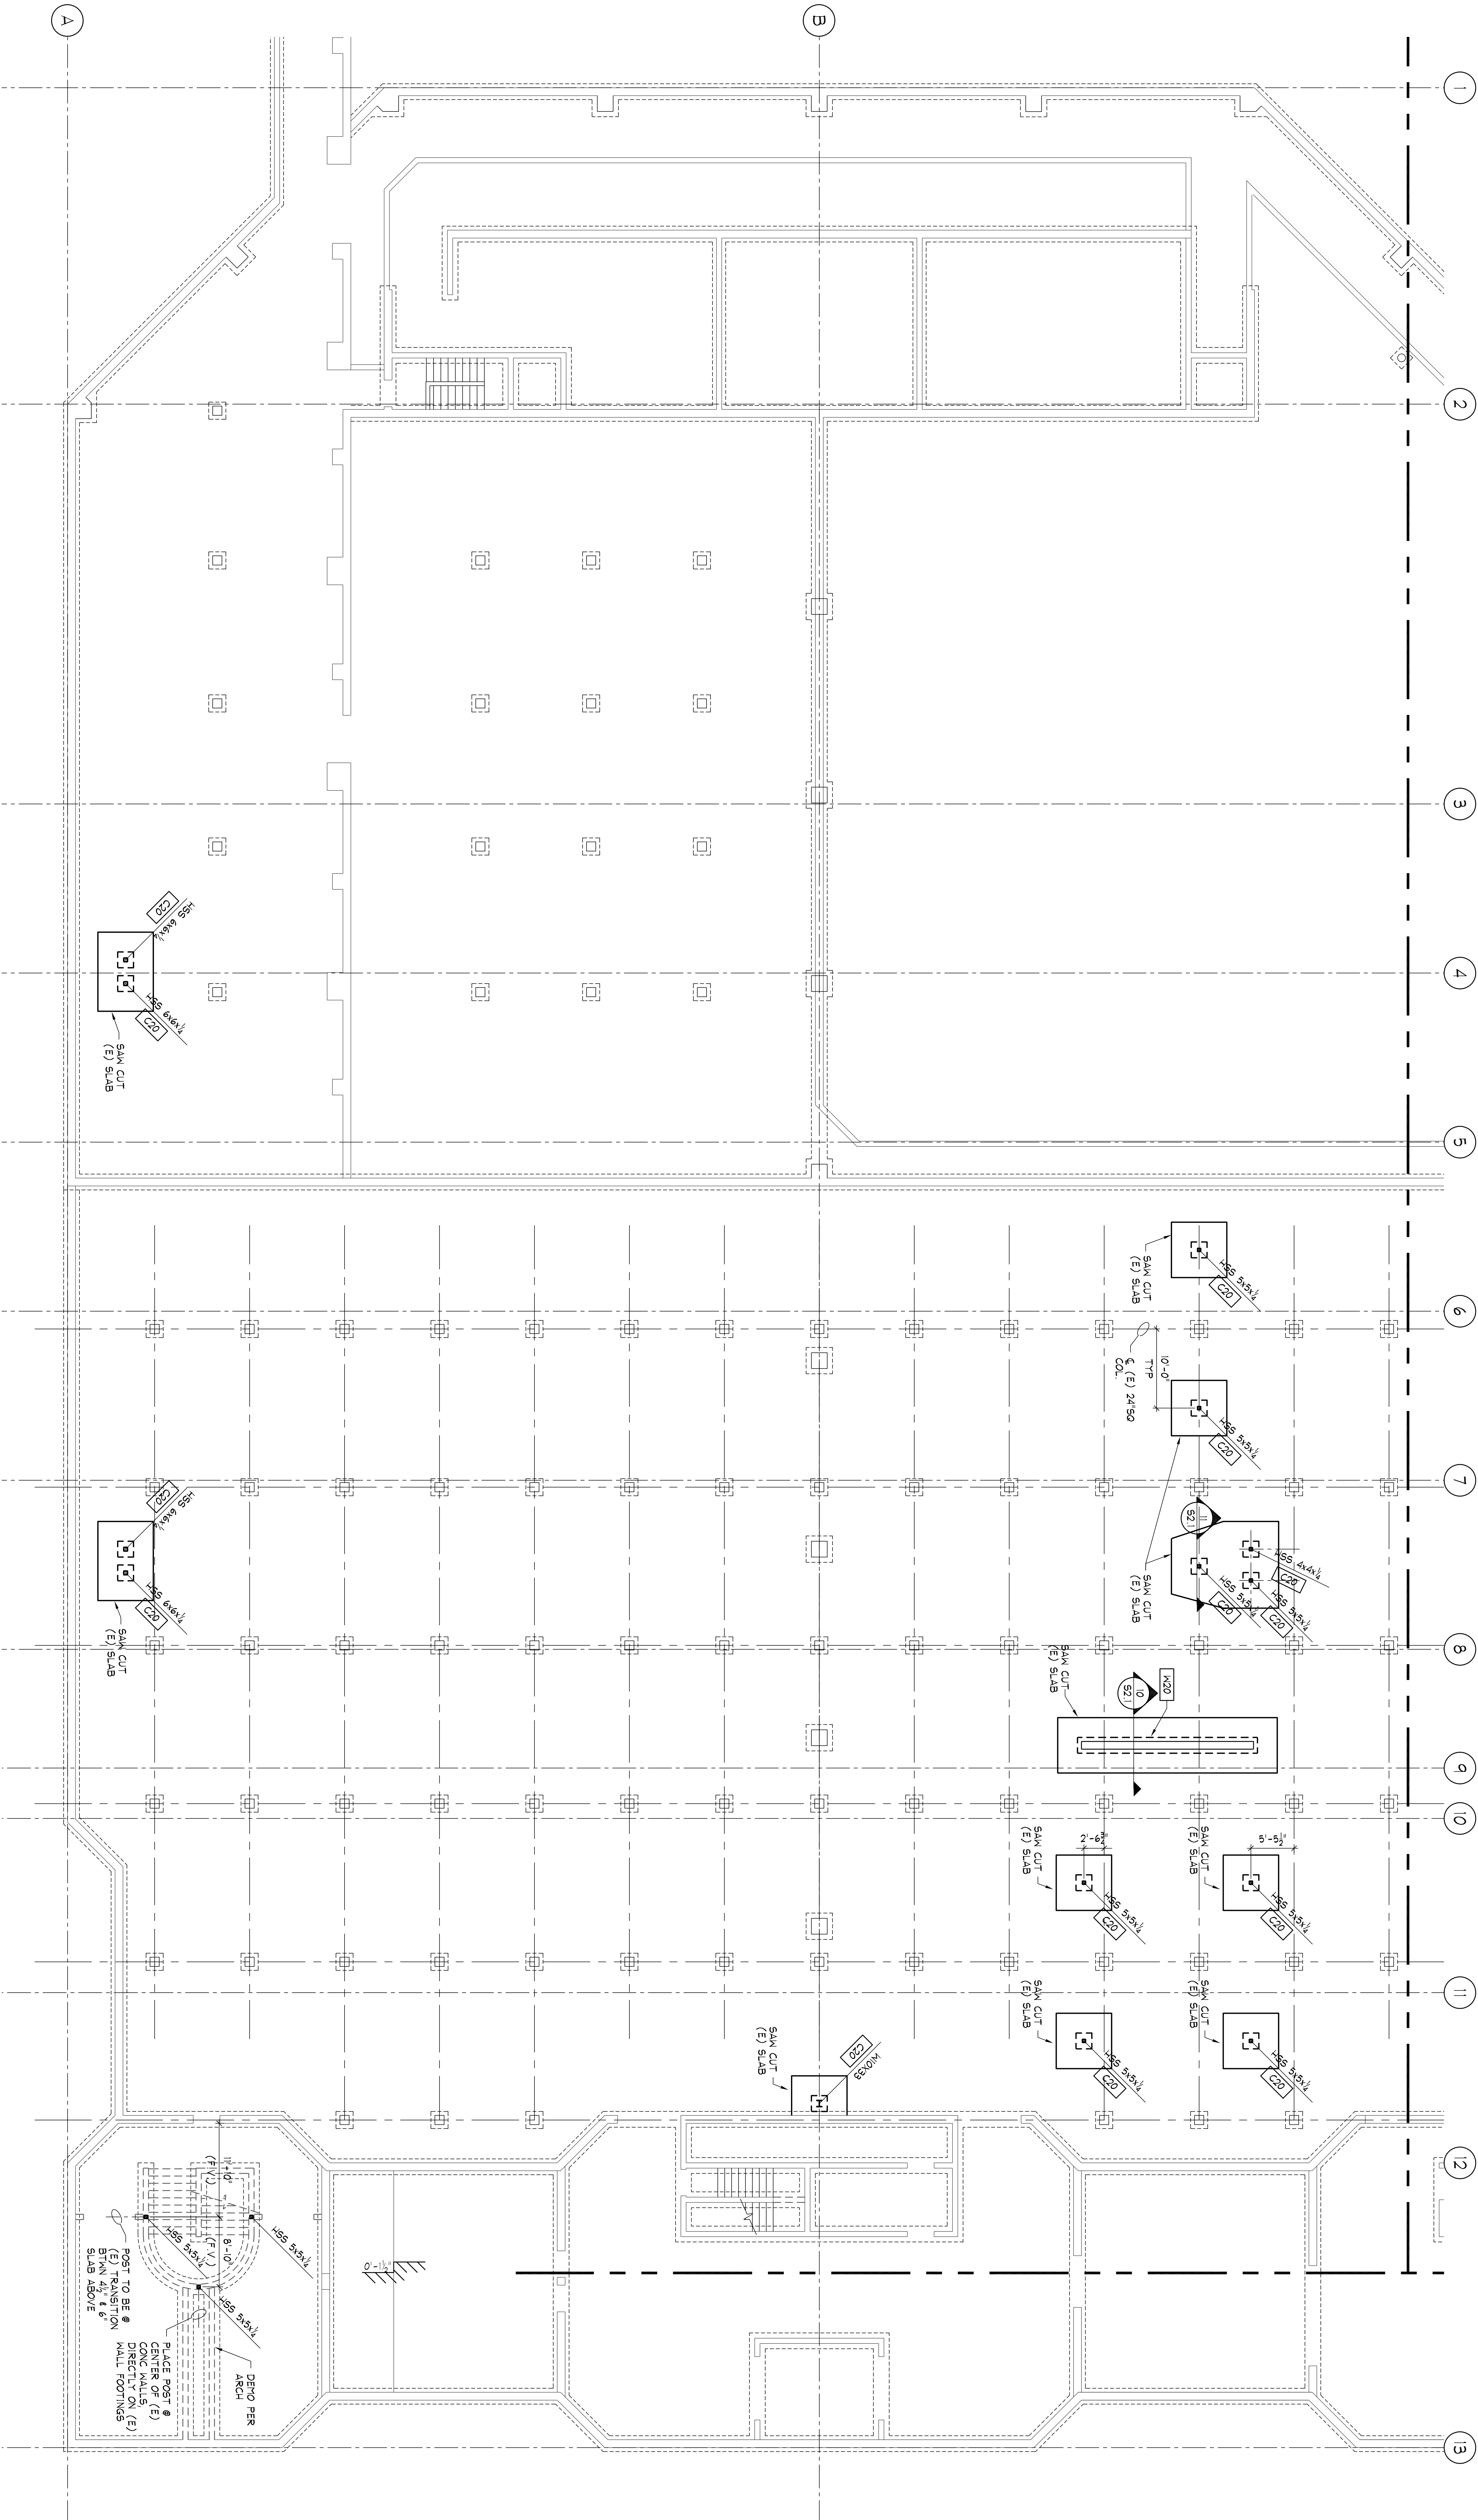 A
B
1
2
3
4
5
6
7
8
9
10
11
12
13
C20
HSS 6x6x¼
HSS 6x6x¼
C20
SAW CUT
(E) SLAB
HSS 5x5x¼
C20
SAW CUT
(E) SLAB
10'-0"
TYP
℄ (E) 24"SQ
COL.
HSS 5x5x¼
C20
C20
HSS 6x6x¼
HSS 6x6x¼
C20
SAW CUT
(E) SLAB
11
S2.1
HSS 4x4x¼
C20
HSS 5x5x¼
C20
HSS 5x5x¼
C20
SAW CUT
(E) SLAB
SAW CUT
(E) SLAB
10
S2.1
W20
SAW CUT
(E) SLAB
2'-6¾"
HSS 5x5x¼
C20
SAW CUT
(E) SLAB
5'-5½"
HSS 5x5x¼
C20
SAW CUT
(E) SLAB
HSS 5x5x¼
C20
SAW CUT
(E) SLAB
HSS 5x5x¼
C20
SAW CUT
(E) SLAB
C20
W10X33
11'-10"
(F.V.)
8'-10"
(F.V.)
HSS 5x5x¼
HSS 5x5x¼
HSS 5x5x¼
0'-1½"
POST TO BE @
(E) TRANSITION
BTWN 4½" & 6"
SLAB ABOVE
PLACE POST @
CENTER OF (E)
CONC WALLS,
DIRECTLY ON (E)
WALL FOOTINGS
DEMO PER
ARCH